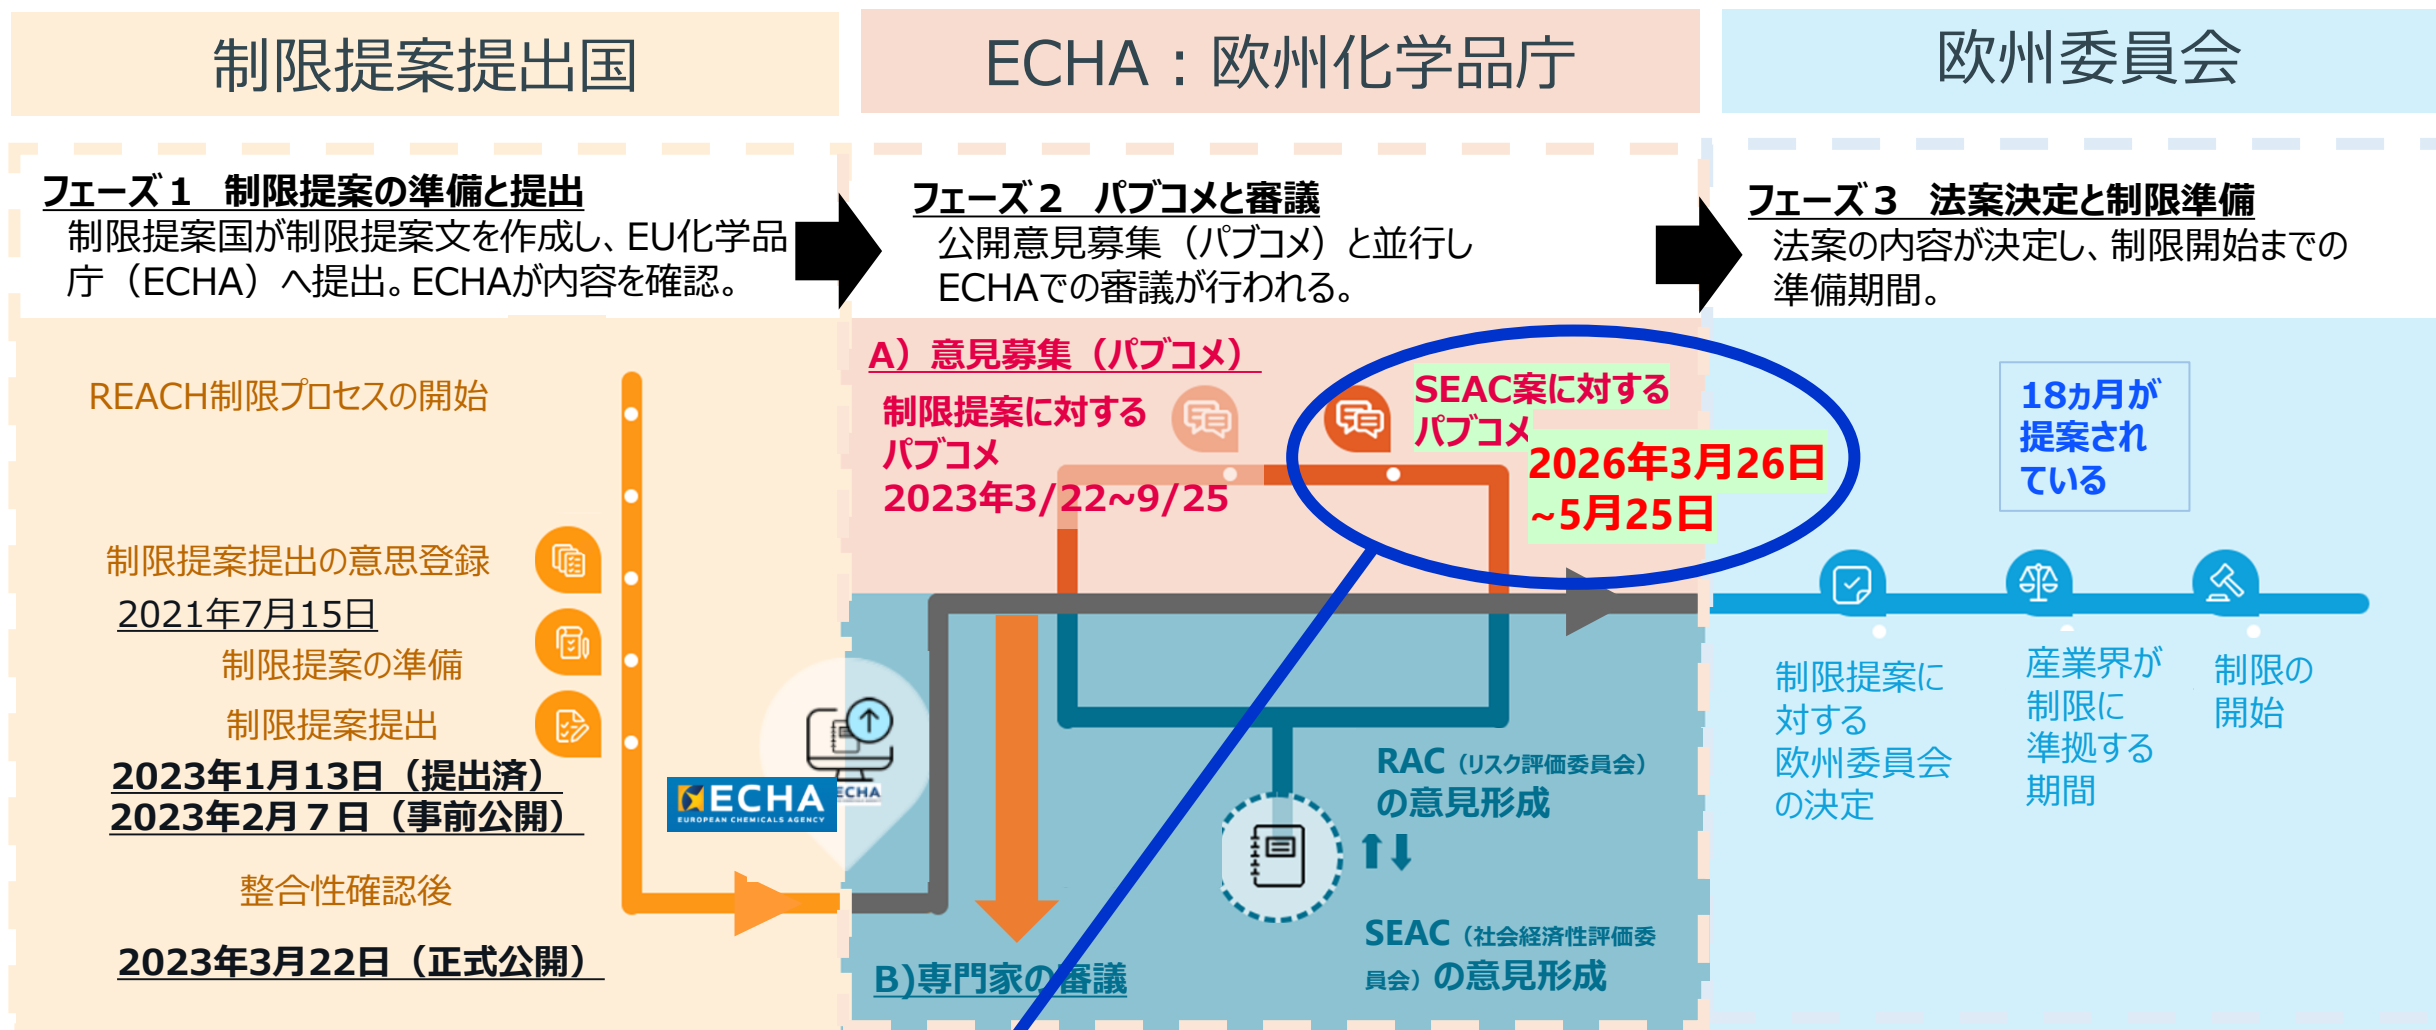 制限提案提出国
ECHA：欧州化学品庁
欧州委員会
フェーズ１　制限提案の準備と提出
制限提案国が制限提案文を作成し、EU化学品
庁（ECHA）へ提出。ECHAが内容を確認。
フェーズ２　パブコメと審議
公開意見募集（パブコメ）と並行し
ECHAでの審議が行われる。
フェーズ３　法案決定と制限準備
法案の内容が決定し、制限開始までの
準備期間。
REACH制限プロセスの開始
制限提案提出の意思登録
2021年7月15日
制限提案の準備
制限提案提出
2023年1月13日（提出済）
2023年2月７日（事前公開）
整合性確認後
2023年3月22日（正式公開）
ECHA
EUROPEAN CHEMICALS AGENCY
ECHA
A）意見募集（パブコメ）
制限提案に対する
パブコメ
2023年3/22~9/25
SEAC案に対する
パブコメ
2026年3月26日
~5月25日
RAC（リスク評価委員会）
の意見形成
SEAC（社会経済性評価委
員会）の意見形成
B)専門家の審議
18ヵ月が
提案され
ている
制限提案に
対する
欧州委員会
の決定
産業界が
制限に
準拠する
期間
制限の
開始